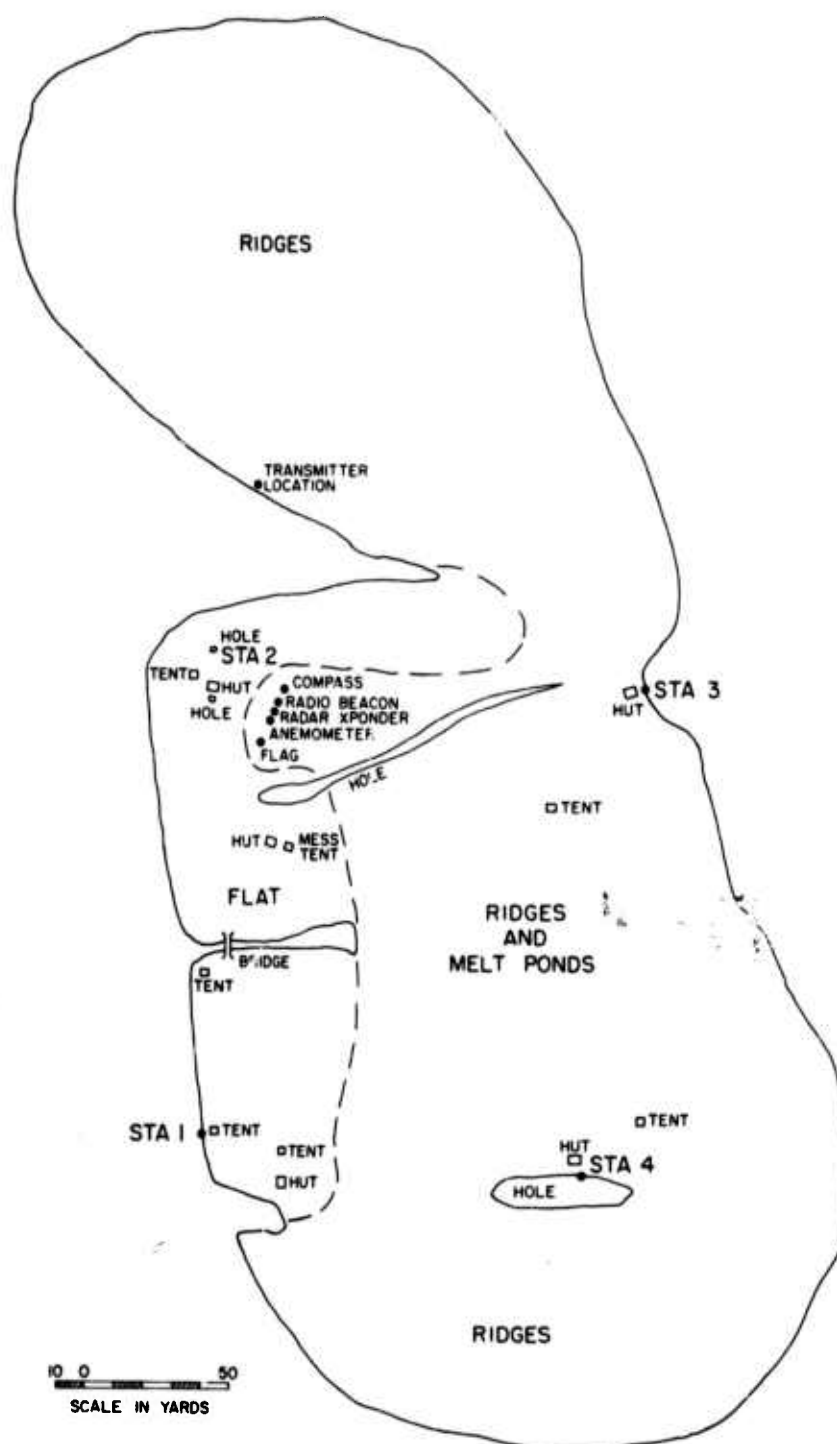 RIDGES
TRANSMITTER
LOCATION
HOLE
STA 2
TENT
HUT
HOLE
COMPASS
RADIO BEACON
RADAR XPONDER
ANEMOMETER
FLAG
HOLE
STA 3
HUT
TENT
HUT
MESS
TENT
FLAT
RIDGES
AND
MELT PONDS
BRIDGE
TENT
STA 1
TENT
TENT
HUT
TENT
HUT
STA 4
HOLE
RIDGES
10 0 50
SCALE IN YARDS